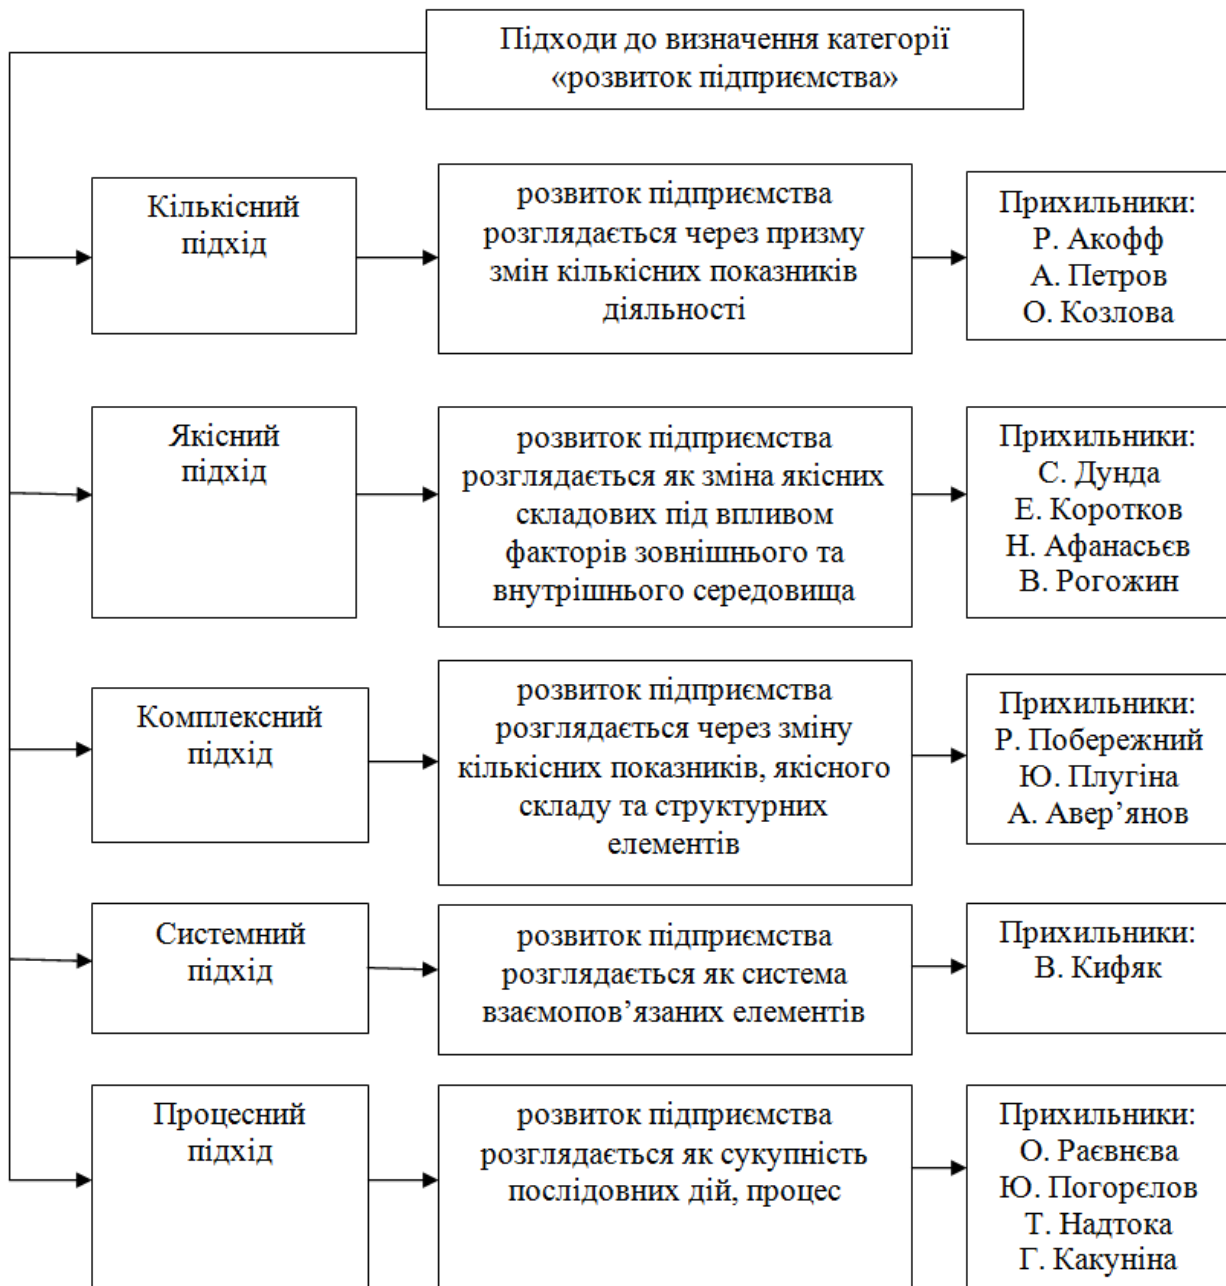 Підходи до визначення категорії
«розвиток підприємства»
Кількісний
підхід
розвиток підприємства
розглядається через призму
змін кількісних показників
діяльності
Прихильники:
Р. Акофф
А. Петров
О. Козлова
Якісний
підхід
розвиток підприємства
розглядається як зміна якісних
складових під впливом
факторів зовнішнього та
внутрішнього середовища
Прихильники:
С. Дунда
Е. Коротков
Н. Афанасьєв
В. Рогожин
Комплексний
підхід
розвиток підприємства
розглядається через зміну
кількісних показників, якісного
складу та структурних
елементів
Прихильники:
Р. Побережний
Ю. Плугіна
А. Авер’янов
Системний
підхід
розвиток підприємства
розглядається як система
взаємопов’язаних елементів
Прихильники:
В. Кифяк
Процесний
підхід
розвиток підприємства
розглядається як сукупність
послідовних дій, процес
Прихильники:
О. Раєвнєва
Ю. Погорєлов
Т. Надтока
Г. Какуніна